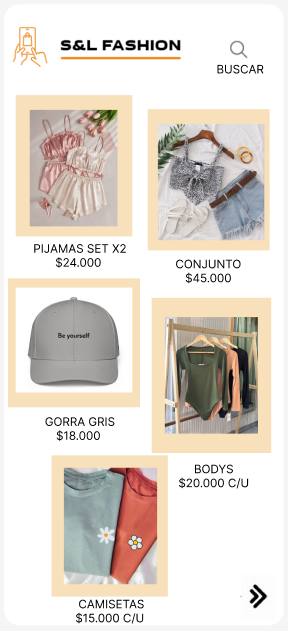 S&L FASHION
BUSCAR
PIJAMAS SET X2
$24.000
CONJUNTO
$45.000
Be yourself
GORRA GRIS
$18.000
BODYS
$20.000 C/U
CAMISETAS
$15.000 C/U